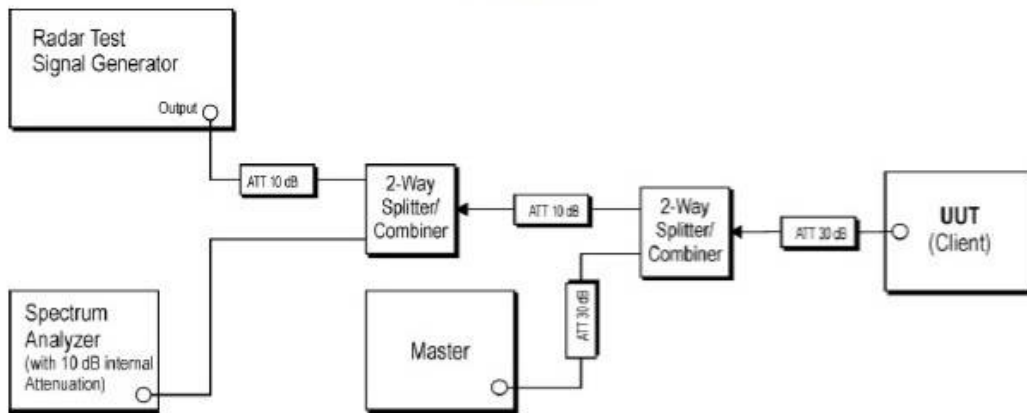 Radar Test
Signal Generator
Output
ATT 10 dB
2-Way
Splitter/
Combiner
ATT 10 dB
2-Way
Splitter/
Combiner
ATT 30 dB
UUT
(Client)
Spectrum
Analyzer
(with 10 dB internal
Attenuation)
Master
ATT 30 dB